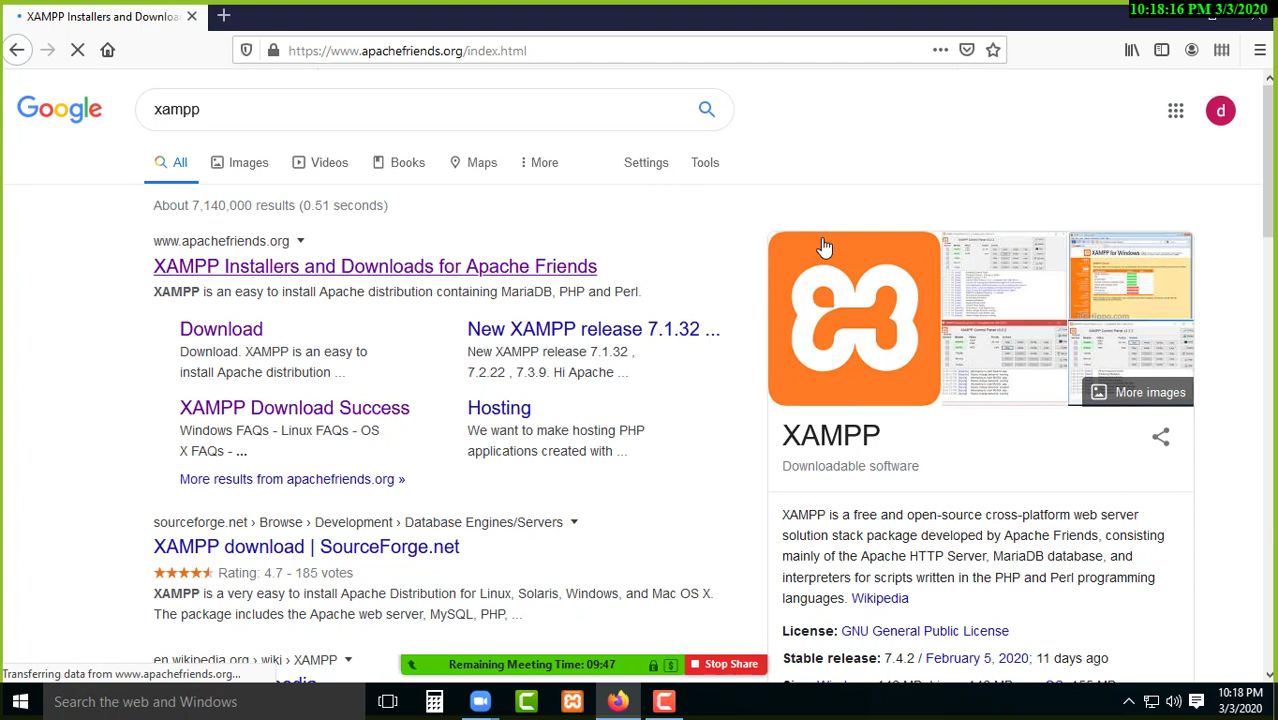 10:18:16 PM 3/3/2020
XAMPP Installers and Downloa
https://www.apachefriends.org/index.html
Google
xampp
d
All Images Videos Books Maps More Settings Tools
About 7,140,000 results (0.51 seconds)
www.apachefriends.org
XAMPP Installers and Downloads for Apache Friends
XAMPP is an easy to install Apache distribution containing MariaDB, PHP and Perl.
Download
Download. XAMPP is an easy to
install Apache distribution ...
New XAMPP release 7.1.32 ...
New XAMPP release 7.1.32 ,
7.2.22 , 7.3.9. Hi Apache ...
XAMPP Download Success
Windows FAQs - Linux FAQs - OS
X FAQs - ...
Hosting
We want to make hosting PHP
applications created with ...
More results from apachefriends.org »
sourceforge.net › Browse › Development › Database Engines/Servers
XAMPP download | SourceForge.net
Rating: 4.7 - 185 votes
XAMPP is a very easy to install Apache Distribution for Linux, Solaris, Windows, and Mac OS X.
The package includes the Apache web server, MySQL, PHP, ...
en.wikipedia.org › wiki › XAMPP
More images
XAMPP
Downloadable software
XAMPP is a free and open-source cross-platform web server
solution stack package developed by Apache Friends, consisting
mainly of the Apache HTTP Server, MariaDB database, and
interpreters for scripts written in the PHP and Perl programming
languages. Wikipedia
License: GNU General Public License
Stable release: 7.4.2 / February 5, 2020; 11 days ago
Transferring data from www.apachefriends.org...
Remaining Meeting Time: 09:47
Stop Share
Search the web and Windows
10:18 PM
3/3/2020